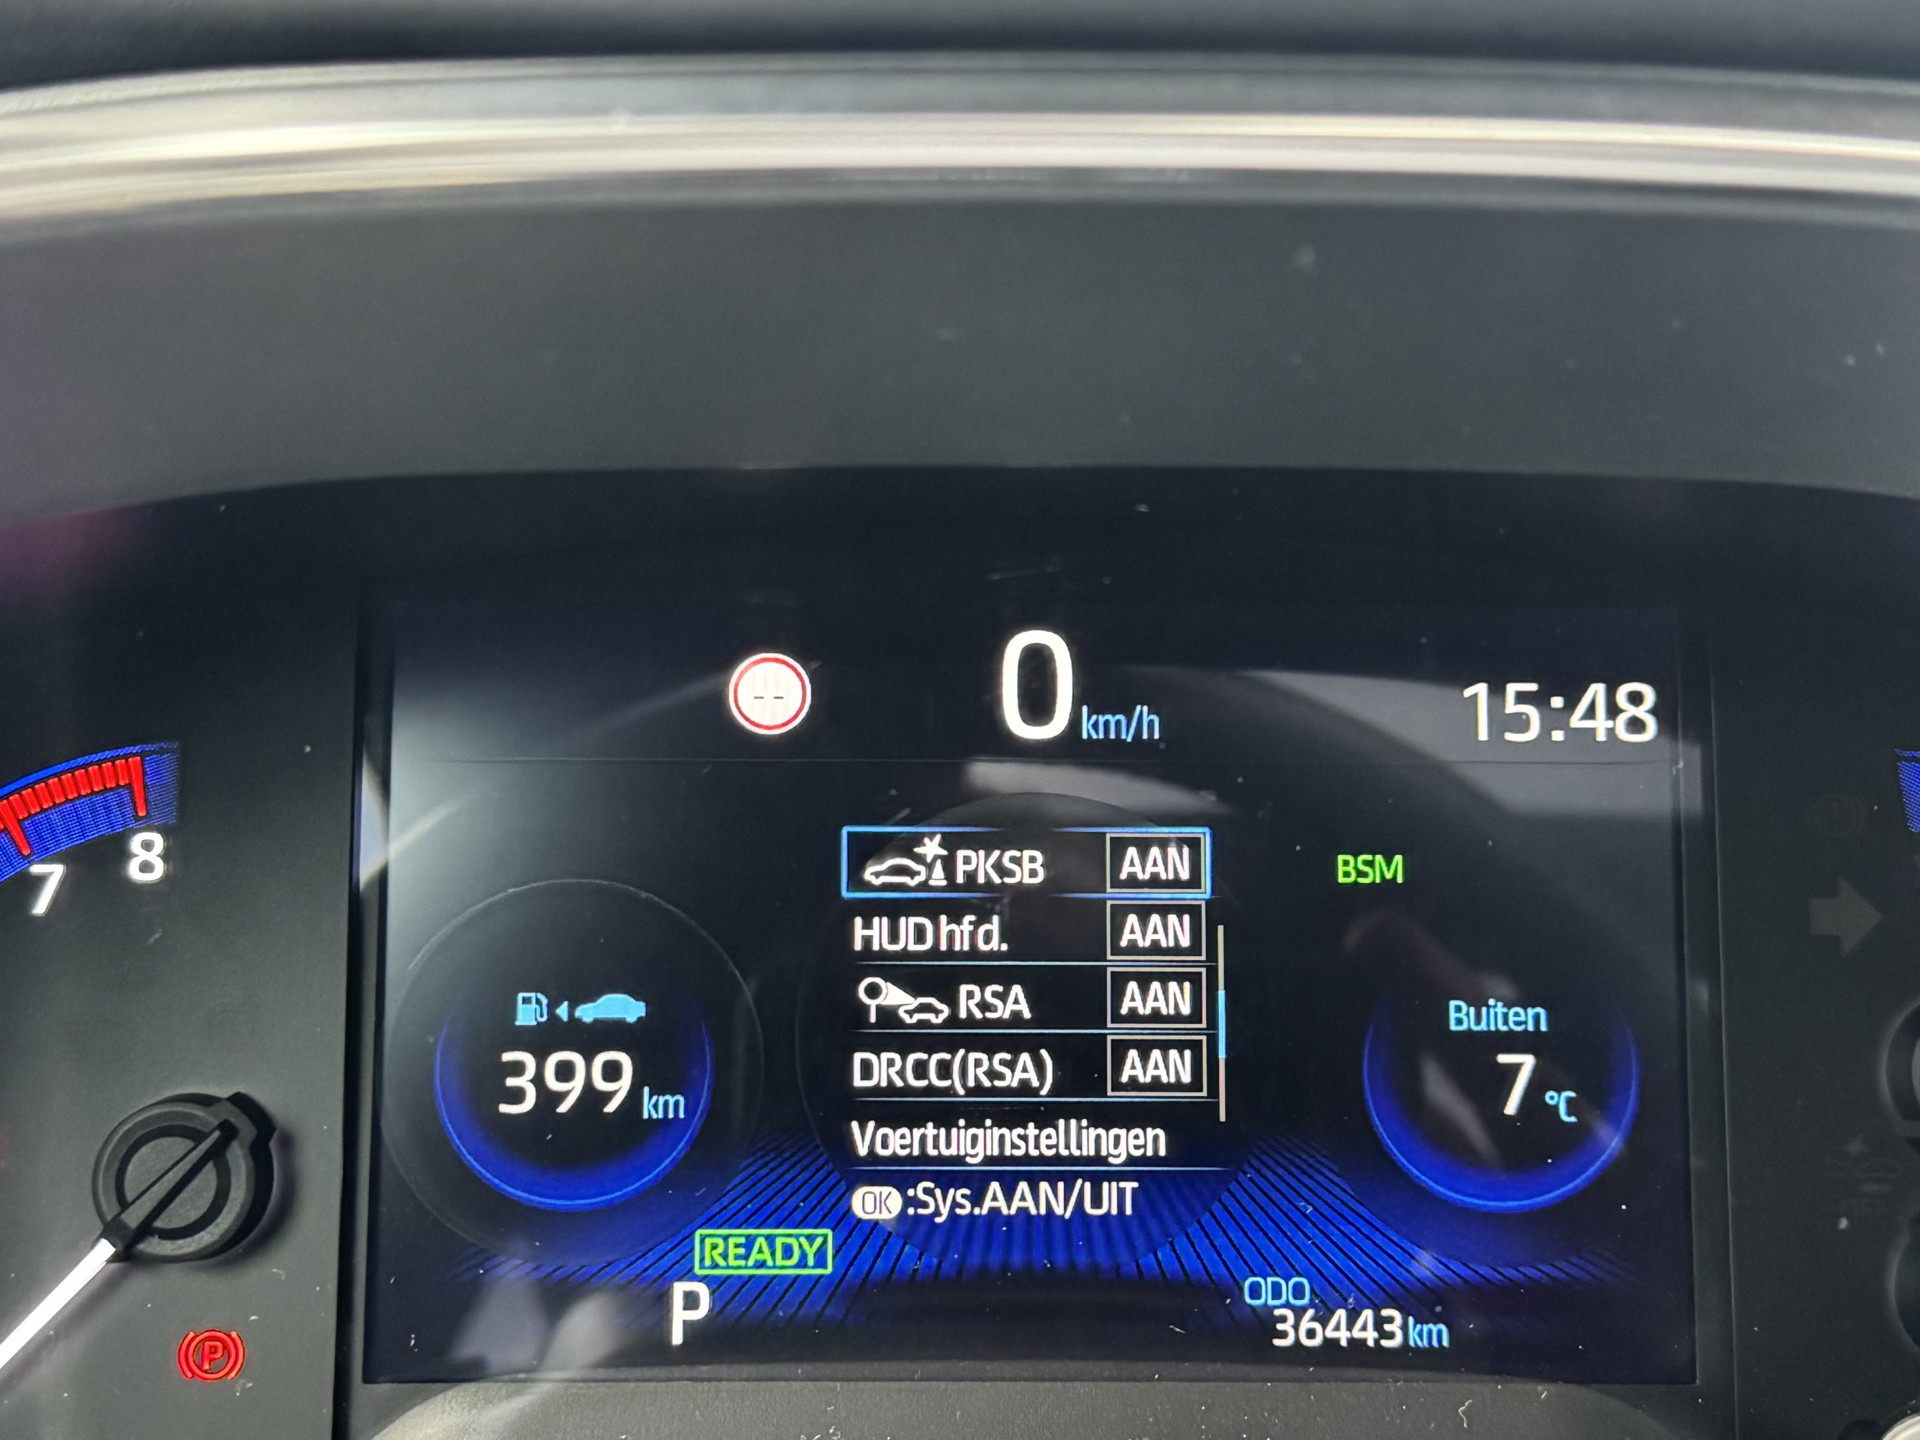 -- 0 km/h 15:48
7 8
PKSB AAN
BSM
HUD hfd. AAN
RSA AAN
DRCC(RSA) AAN
Voertuiginstellingen
OK:Sys.AAN/UIT
399 km
Buiten
7 °C
READY
P
ODO
36443 km
P